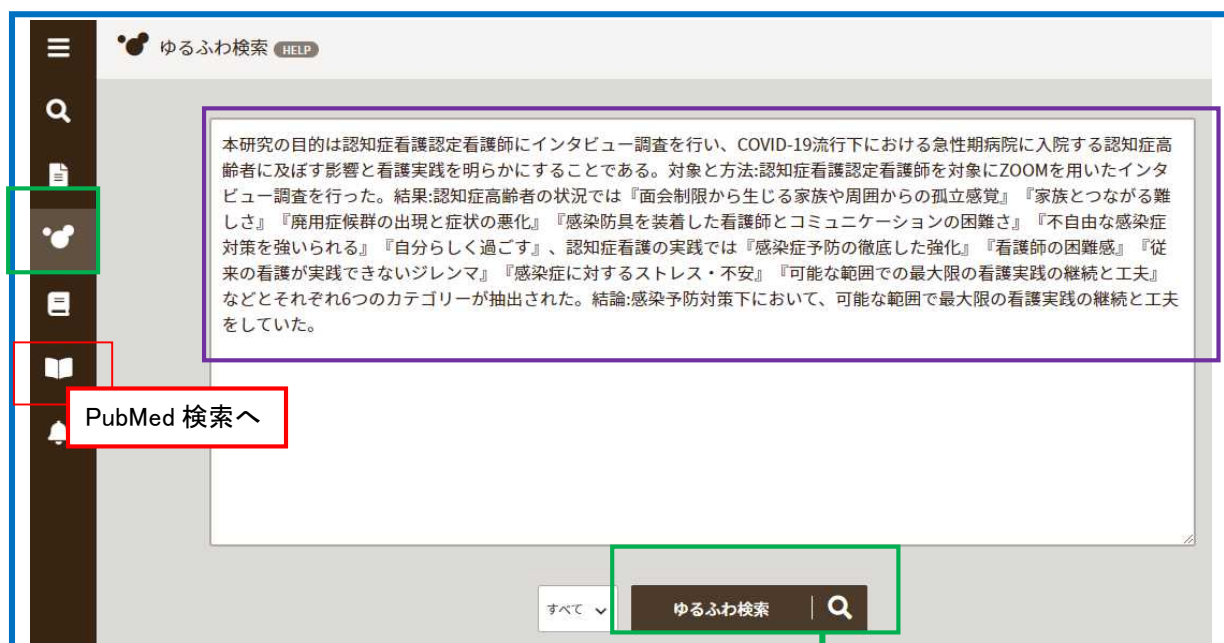 ゆるふわ検索 HELP
本研究の目的は認知症看護認定看護師にインタビュー調査を行い、COVID-19流行下における急性期病院に入院する認知症高
齢者に及ぼす影響と看護実践を明らかにすることである。対象と方法:認知症看護認定看護師を対象にZOOMを用いたインタ
ビュー調査を行った。結果:認知症高齢者の状況では『面会制限から生じる家族や周囲からの孤立感覚』『家族とつながる難
しさ』『廃用症候群の出現と症状の悪化』『感染防具を装着した看護師とコミュニケーションの困難さ』『不自由な感染症
対策を強いられる』『自分らしく過ごす』、認知症看護の実践では『感染症予防の徹底した強化』『看護師の困難感』『従
来の看護が実践できないジレンマ』『感染症に対するストレス・不安』『可能な範囲での最大限の看護実践の継続と工夫』
などとそれぞれ6つのカテゴリーが抽出された。結論:感染予防対策下において、可能な範囲で最大限の看護実践の継続と工夫
をしていた。
PubMed 検索へ
すべて
ゆるふわ検索